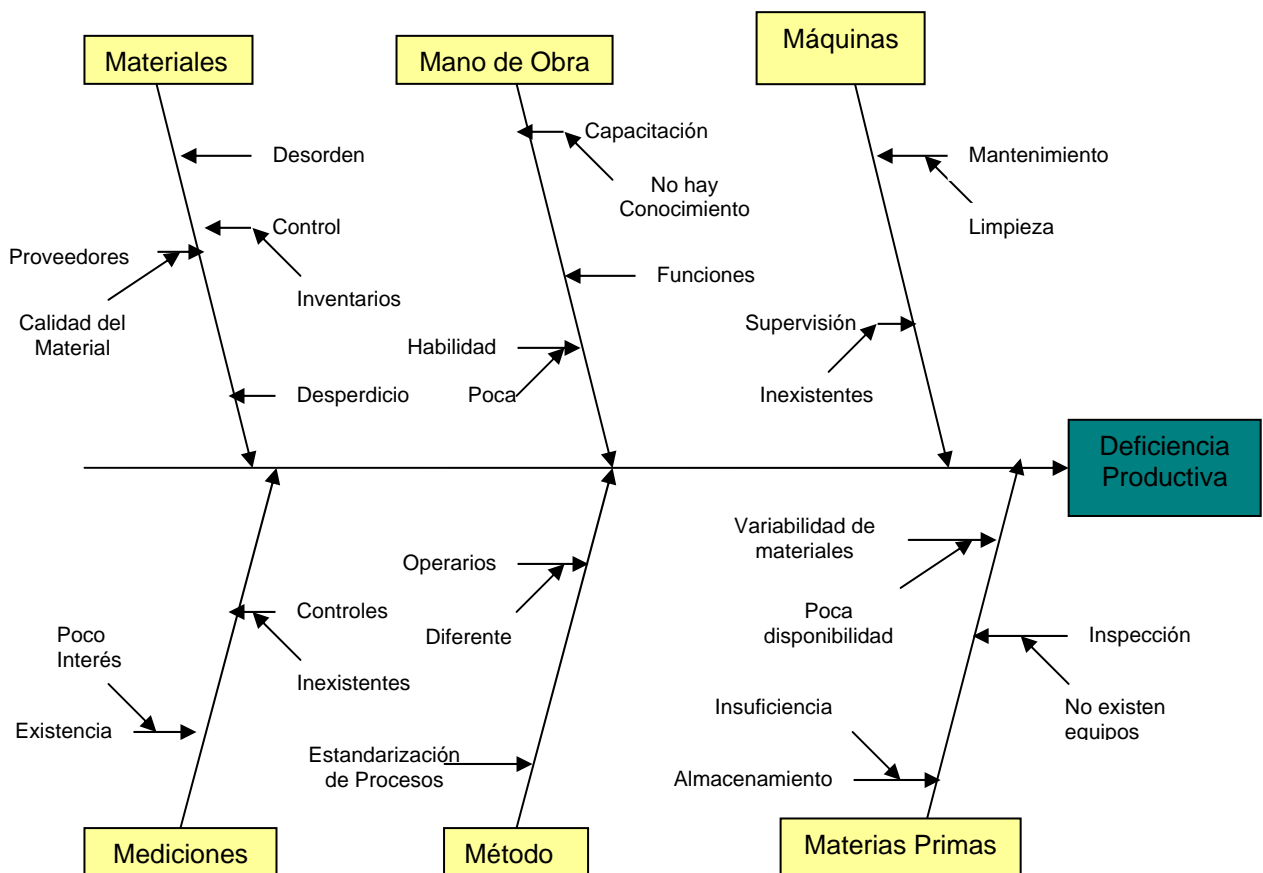 Máquinas
Materiales
Mano de Obra
Capacitación
Desorden
Mantenimiento
No hay
Conocimiento
Control
Limpieza
Proveedores
Funciones
Inventarios
Calidad del
Material
Supervisión
Habilidad
Desperdicio
Poca
Inexistentes
Deficiencia
Productiva
Variabilidad de
materiales
Operarios
Controles
Poca
disponibilidad
Diferente
Poco
Interés
Inspección
Inexistentes
Insuficiencia
No existen
equipos
Existencia
Estandarización
de Procesos
Almacenamiento
Mediciones
Método
Materias Primas